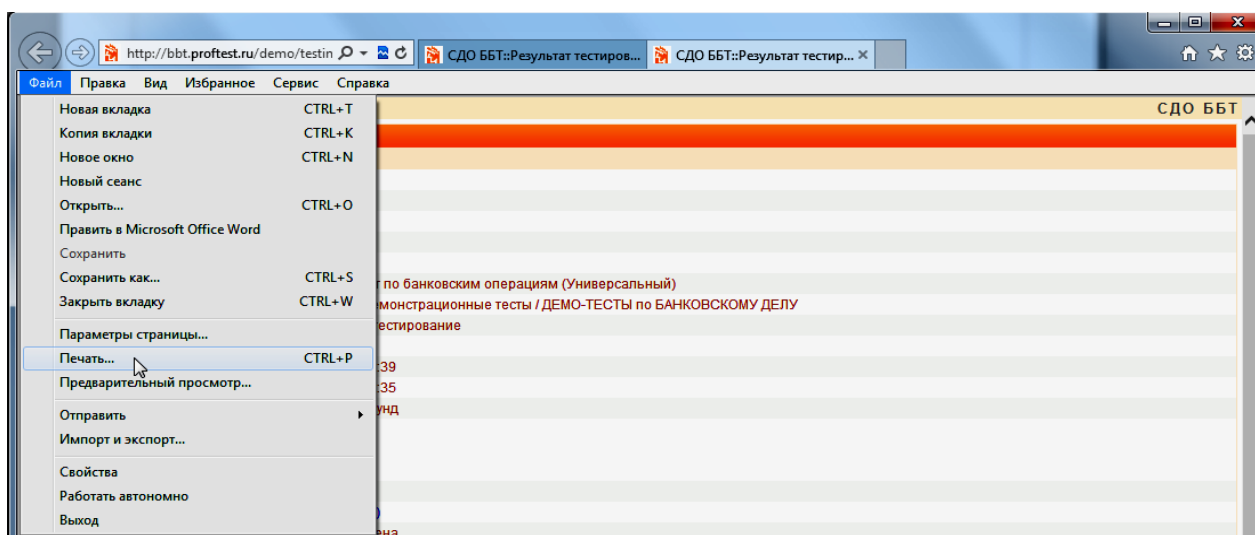 http://bbt.proftest.ru/demo/testin
СДО ББТ::Результат тестиров...
СДО ББТ::Результат тестир... ×
Файл Правка Вид Избранное Сервис Справка
СДО ББТ
Новая вкладка CTRL+T
Копия вкладки CTRL+K
Новое окно CTRL+N
Новый сеанс
Открыть... CTRL+O
Править в Microsoft Office Word
Сохранить
Сохранить как... CTRL+S
по банковским операциям (Универсальный)
Закрыть вкладку CTRL+W
монстрационные тесты / ДЕМО-ТЕСТЫ по БАНКОВСКОМУ ДЕЛУ
естирование
Параметры страницы...
Печать... CTRL+P
:39
Предварительный просмотр...
:35
унд
Отправить
Импорт и экспорт...
Свойства
Работать автономно
Выход
)
ена